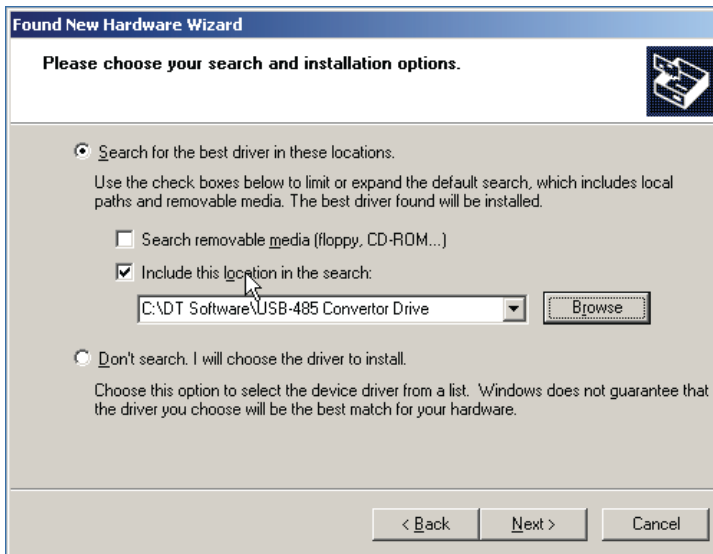 Found New Hardware Wizard
Please choose your search and installation options.
Search for the best driver in these locations.
Use the check boxes below to limit or expand the default search, which includes local
paths and removable media. The best driver found will be installed.
Search removable media (floppy, CD-ROM...)
Include this location in the search:
C:\DT Software\USB-485 Convertor Drive
Browse
Don't search. I will choose the driver to install.
Choose this option to select the device driver from a list. Windows does not guarantee that
the driver you choose will be the best match for your hardware.
< Back
Next >
Cancel